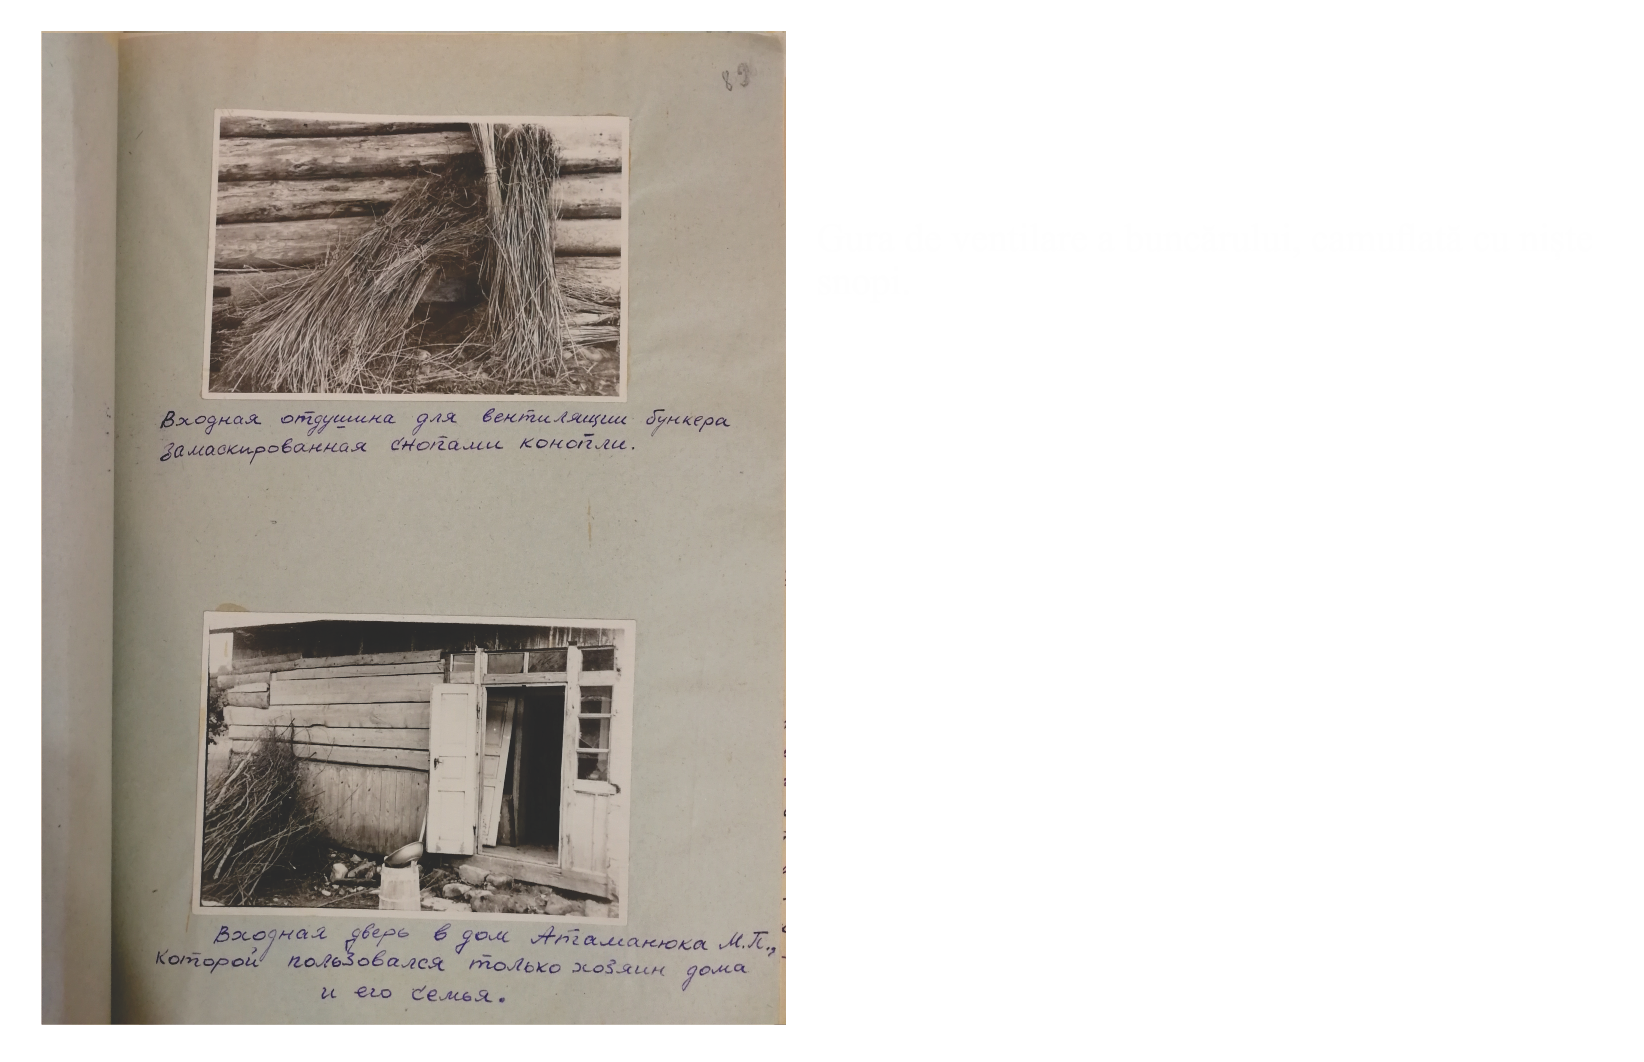 89
Входная отдушина для вентиляции бункера
замаскированная снопами конопли.
Входная дверь в дом Атаманюка М.П.,
которой пользовался только хозяин дома
и его семья.